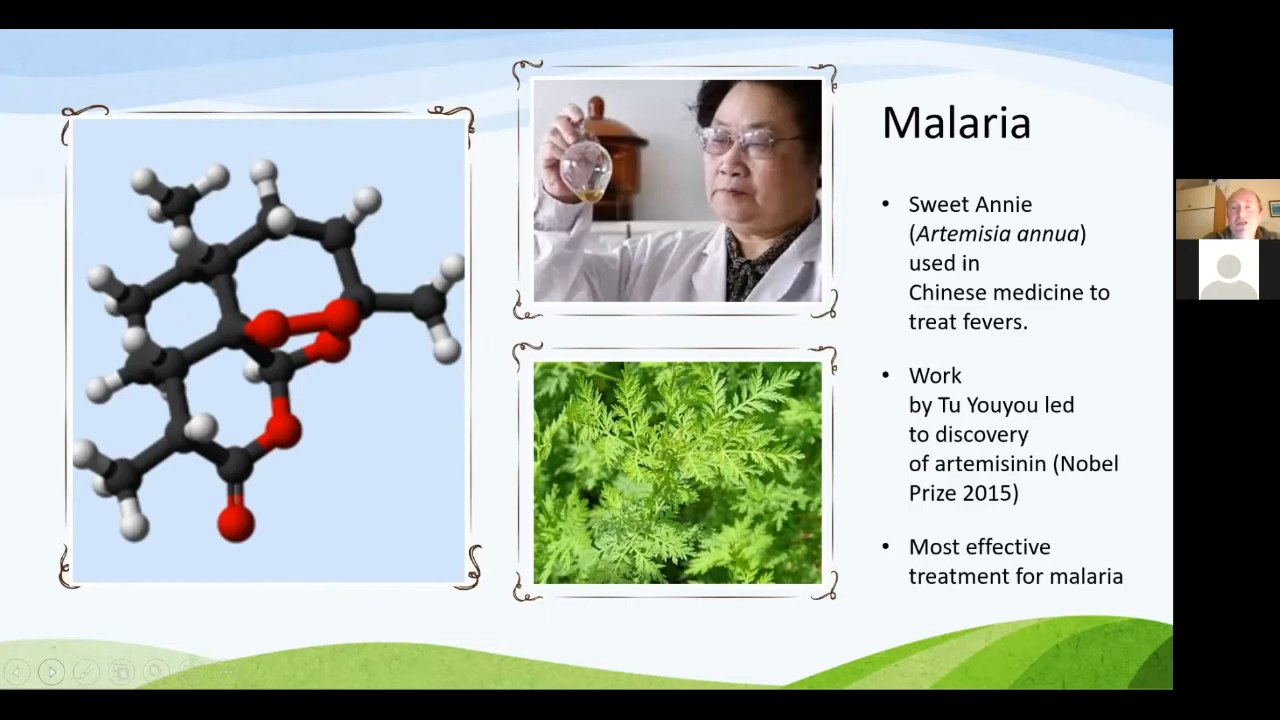 Malaria
• Sweet Annie
(Artemisia annua)
used in
Chinese medicine to
treat fevers.
• Work
by Tu Youyou led
to discovery
of artemisinin (Nobel
Prize 2015)
• Most effective
treatment for malaria